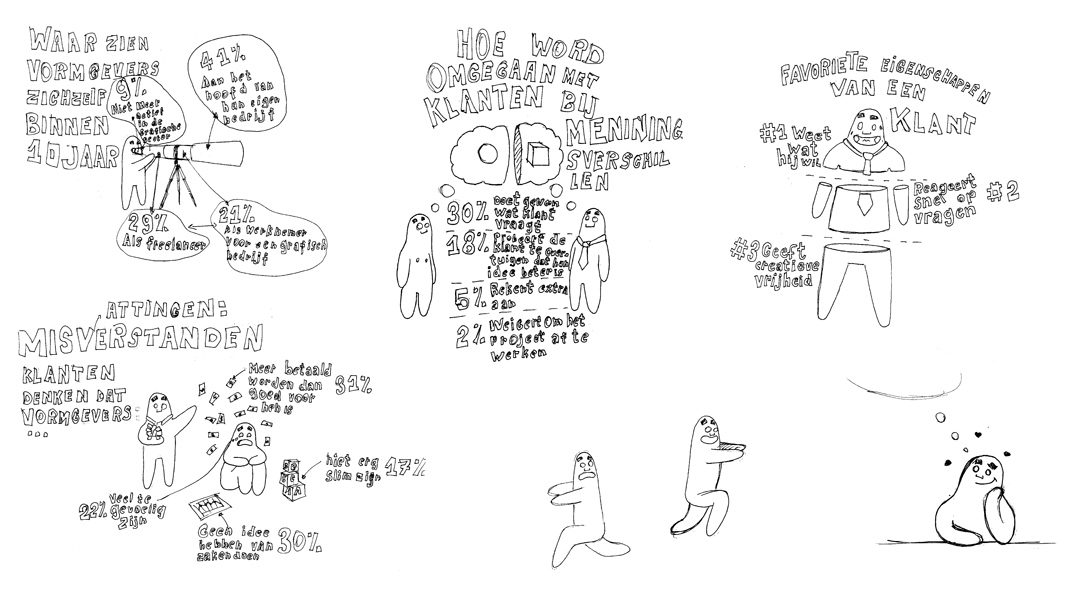 WAAR ZIEN
VORMGEVERS
ZICHZELF
BINNEN
10 JAAR
9%
Niet meer
actief
in de
grafische
sector
41%
Aan het
hoofd van
hun eigen
bedrijf
29%
Als freelancer
21%
Als werknemer
voor een grafisch
bedrijf
HOE WORD
OMGEGAAN MET
KLANTEN BIJ
MENINING
SVERSCHIL
LEN
30% Doet gewoon
wat klant
vraagt
18% Probeert de
klant te over-
tuigen dat hun
idee beter is
5% Rekent extra
aan
2% Weigert om het
project af te
werken
FAVORIETE EIGENSCHAPPEN
VAN EEN
KLANT
#1 Weet
wat
hij wil
Reageert #2
snel op
vragen
#3 Geeft
creatieve
vrijheid
ATTINGEN:
MISVERSTANDEN
KLANTEN
DENKEN DAT
VORMGEVERS
...
Meer betaald
worden dan 31%
goed voor
hen is
niet erg 17%
slim zijn
22% Veel te
gevoelig
zijn
Geen idee
hebben van 30%
zakendoen